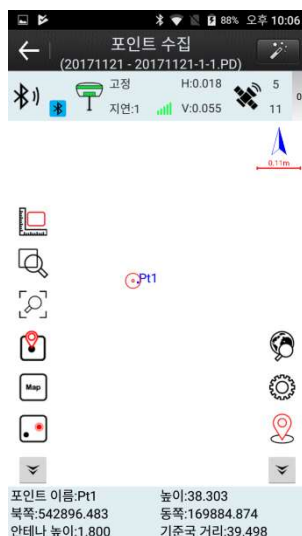 88% 오후 10:06
포인트 수집
(20171121 - 20171121-1-1.PD)
고정 H:0.018 5
지연:1 V:0.055 11
0
0.11m
Pt1
Map
포인트 이름:Pt1 높이:38.303
북쪽:542896.483 동쪽:169884.874
안테나 높이:1.800 기준국 거리:39.498